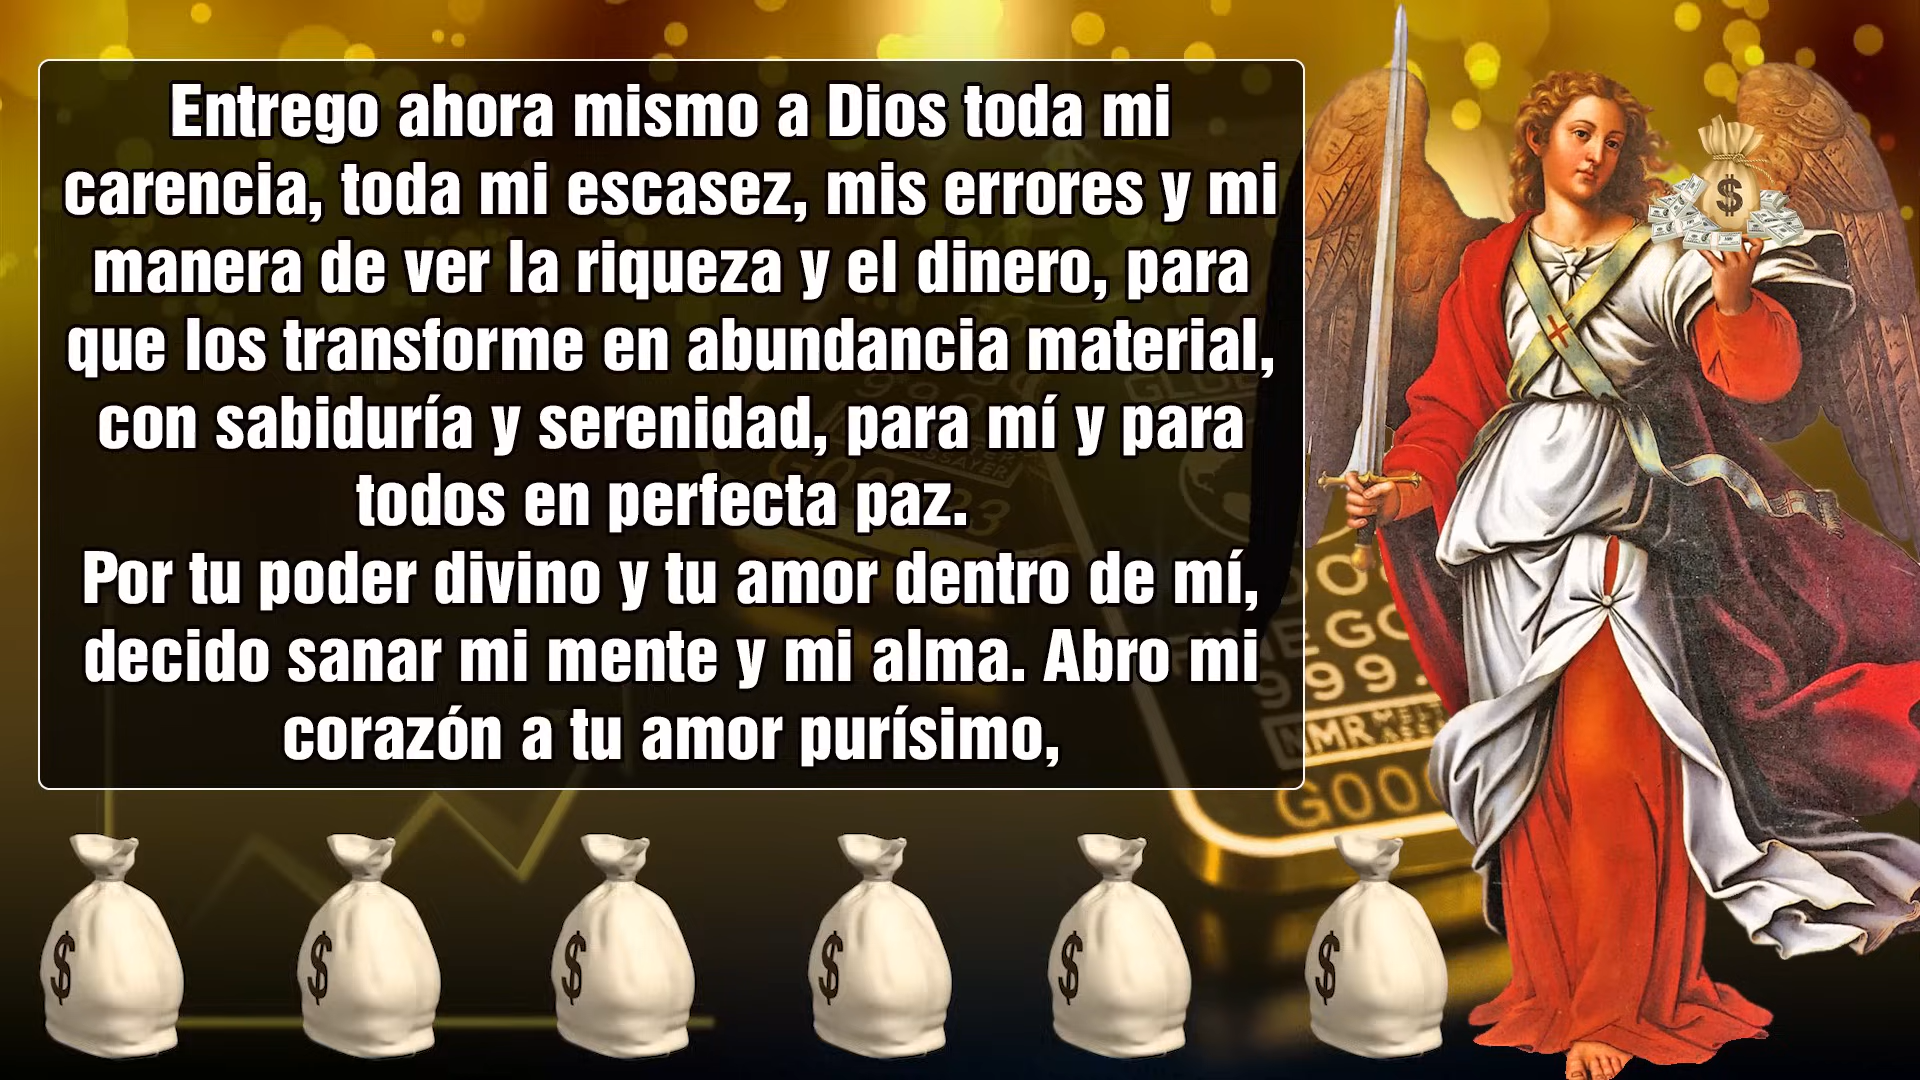 Entrego ahora mismo a Dios toda mi
carencia, toda mi escasez, mis errores y mi
manera de ver la riqueza y el dinero, para
que los transforme en abundancia material,
con sabiduría y serenidad, para mí y para
todos en perfecta paz.
Por tu poder divino y tu amor dentro de mí,
decido sanar mi mente y mi alma. Abro mi
corazón a tu amor purísimo,
$
$ $ $ $ $ $